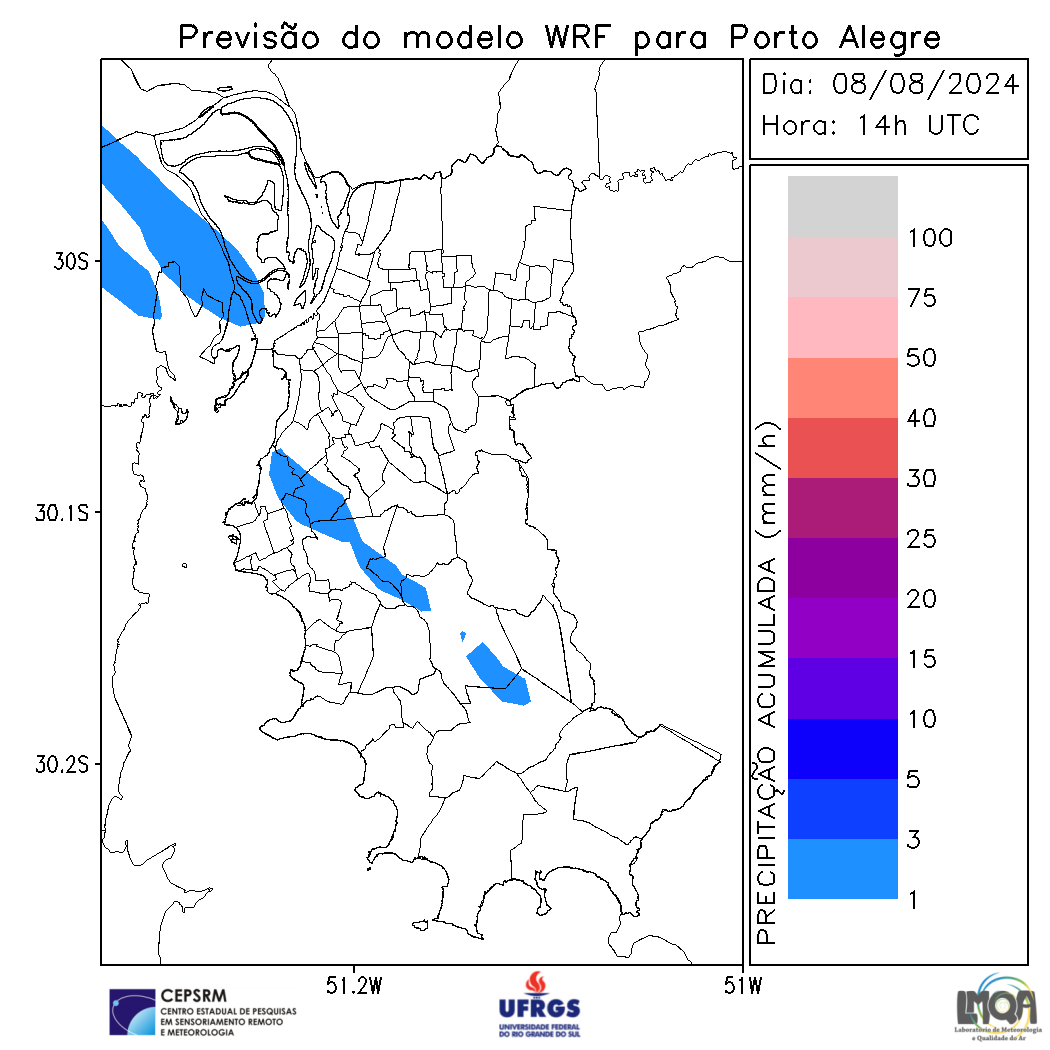 Previsão do modelo WRF para Porto Alegre
Dia: 08/08/2024
Hora: 14h UTC
30S
30.1S
30.2S
51.2W
51W
PRECIPITAÇÃO ACUMULADA (mm/h)
100
75
50
40
30
25
20
15
10
5
3
1
CEPSRM
CENTRO ESTADUAL DE PESQUISAS
EM SENSORIAMENTO REMOTO
E METEOROLOGIA
UFRGS
UNIVERSIDADE FEDERAL
DO RIO GRANDE DO SUL
LMQA
Laboratório de Meteorologia
e Qualidade do Ar